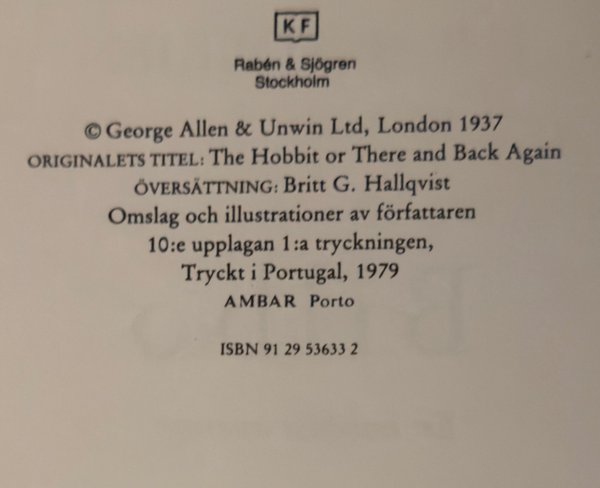 KF
Rabén & Sjögren
Stockholm
© George Allen & Unwin Ltd, London 1937
ORIGINALETS TITEL: The Hobbit or There and Back Again
ÖVERSÄTTNING: Britt G. Hallqvist
Omslag och illustrationer av författaren
10:e upplagan 1:a tryckningen,
Tryckt i Portugal, 1979
AMBAR Porto
ISBN 91 29 53633 2